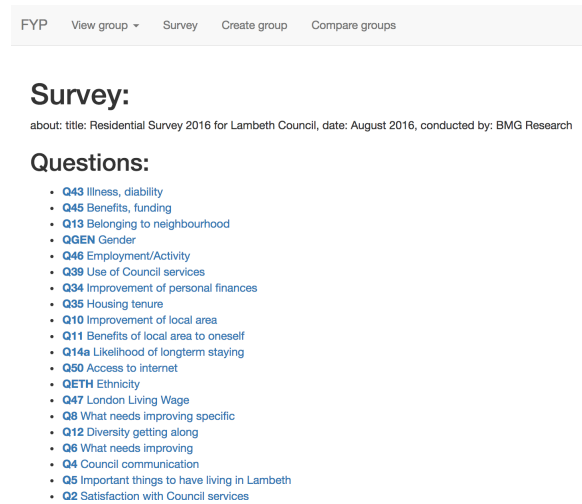 FYP View group Survey Create group Compare groups
Survey:
about: title: Residential Survey 2016 for Lambeth Council, date: August 2016, conducted by: BMG Research
Questions:
• Q43 Illness, diability
• Q45 Benefits, funding
• Q13 Belonging to neighbourhood
• QGEN Gender
• Q46 Employment/Activity
• Q39 Use of Council services
• Q34 Improvement of personal finances
• Q35 Housing tenure
• Q10 Improvement of local area
• Q11 Benefits of local area to oneself
• Q14a Likelihood of longterm staying
• Q50 Access to internet
• QETH Ethnicity
• Q47 London Living Wage
• Q8 What needs improving specific
• Q12 Diversity getting along
• Q6 What needs improving
• Q4 Council communication
• Q5 Important things to have living in Lambeth
• Q2 Satisfaction with Council services